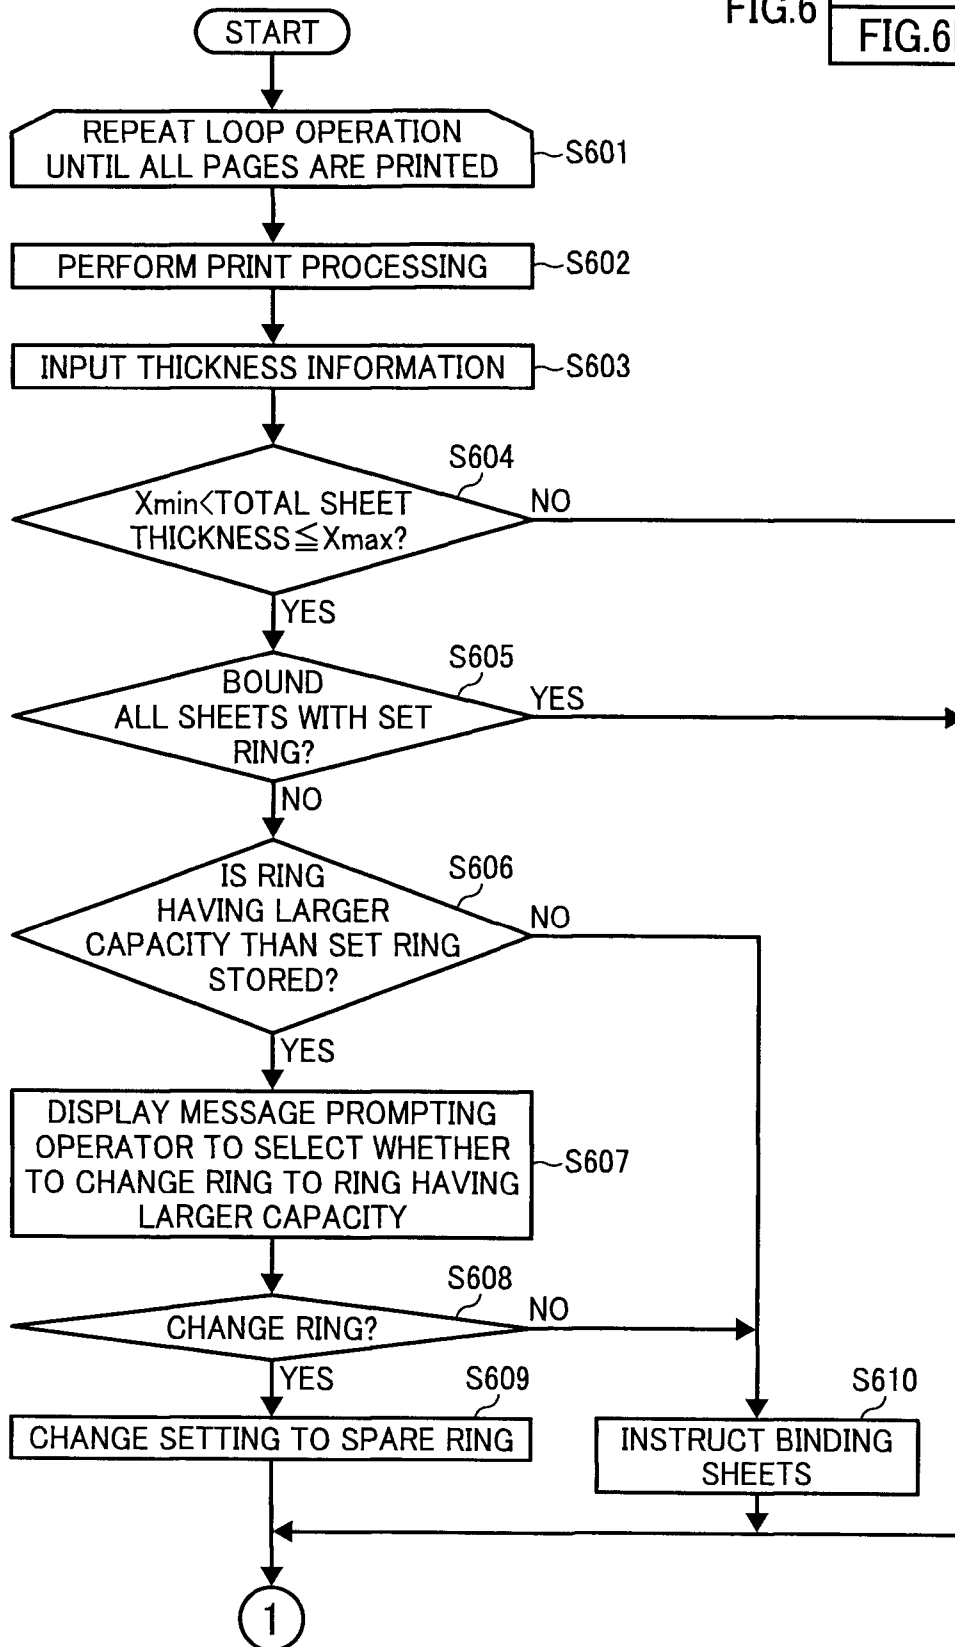 FIG.6
FIG.6
START
REPEAT LOOP OPERATION
UNTIL ALL PAGES ARE PRINTED
S601
PERFORM PRINT PROCESSING
S602
INPUT THICKNESS INFORMATION
S603
S604
Xmin<TOTAL SHEET
THICKNESS≦Xmax?
NO
YES
S605
BOUND
ALL SHEETS WITH SET
RING?
YES
NO
S606
IS RING
HAVING LARGER
CAPACITY THAN SET RING
STORED?
NO
YES
DISPLAY MESSAGE PROMPTING
OPERATOR TO SELECT WHETHER
TO CHANGE RING TO RING HAVING
LARGER CAPACITY
S607
S608
CHANGE RING?
NO
YES
S609
CHANGE SETTING TO SPARE RING
S610
INSTRUCT BINDING
SHEETS
1